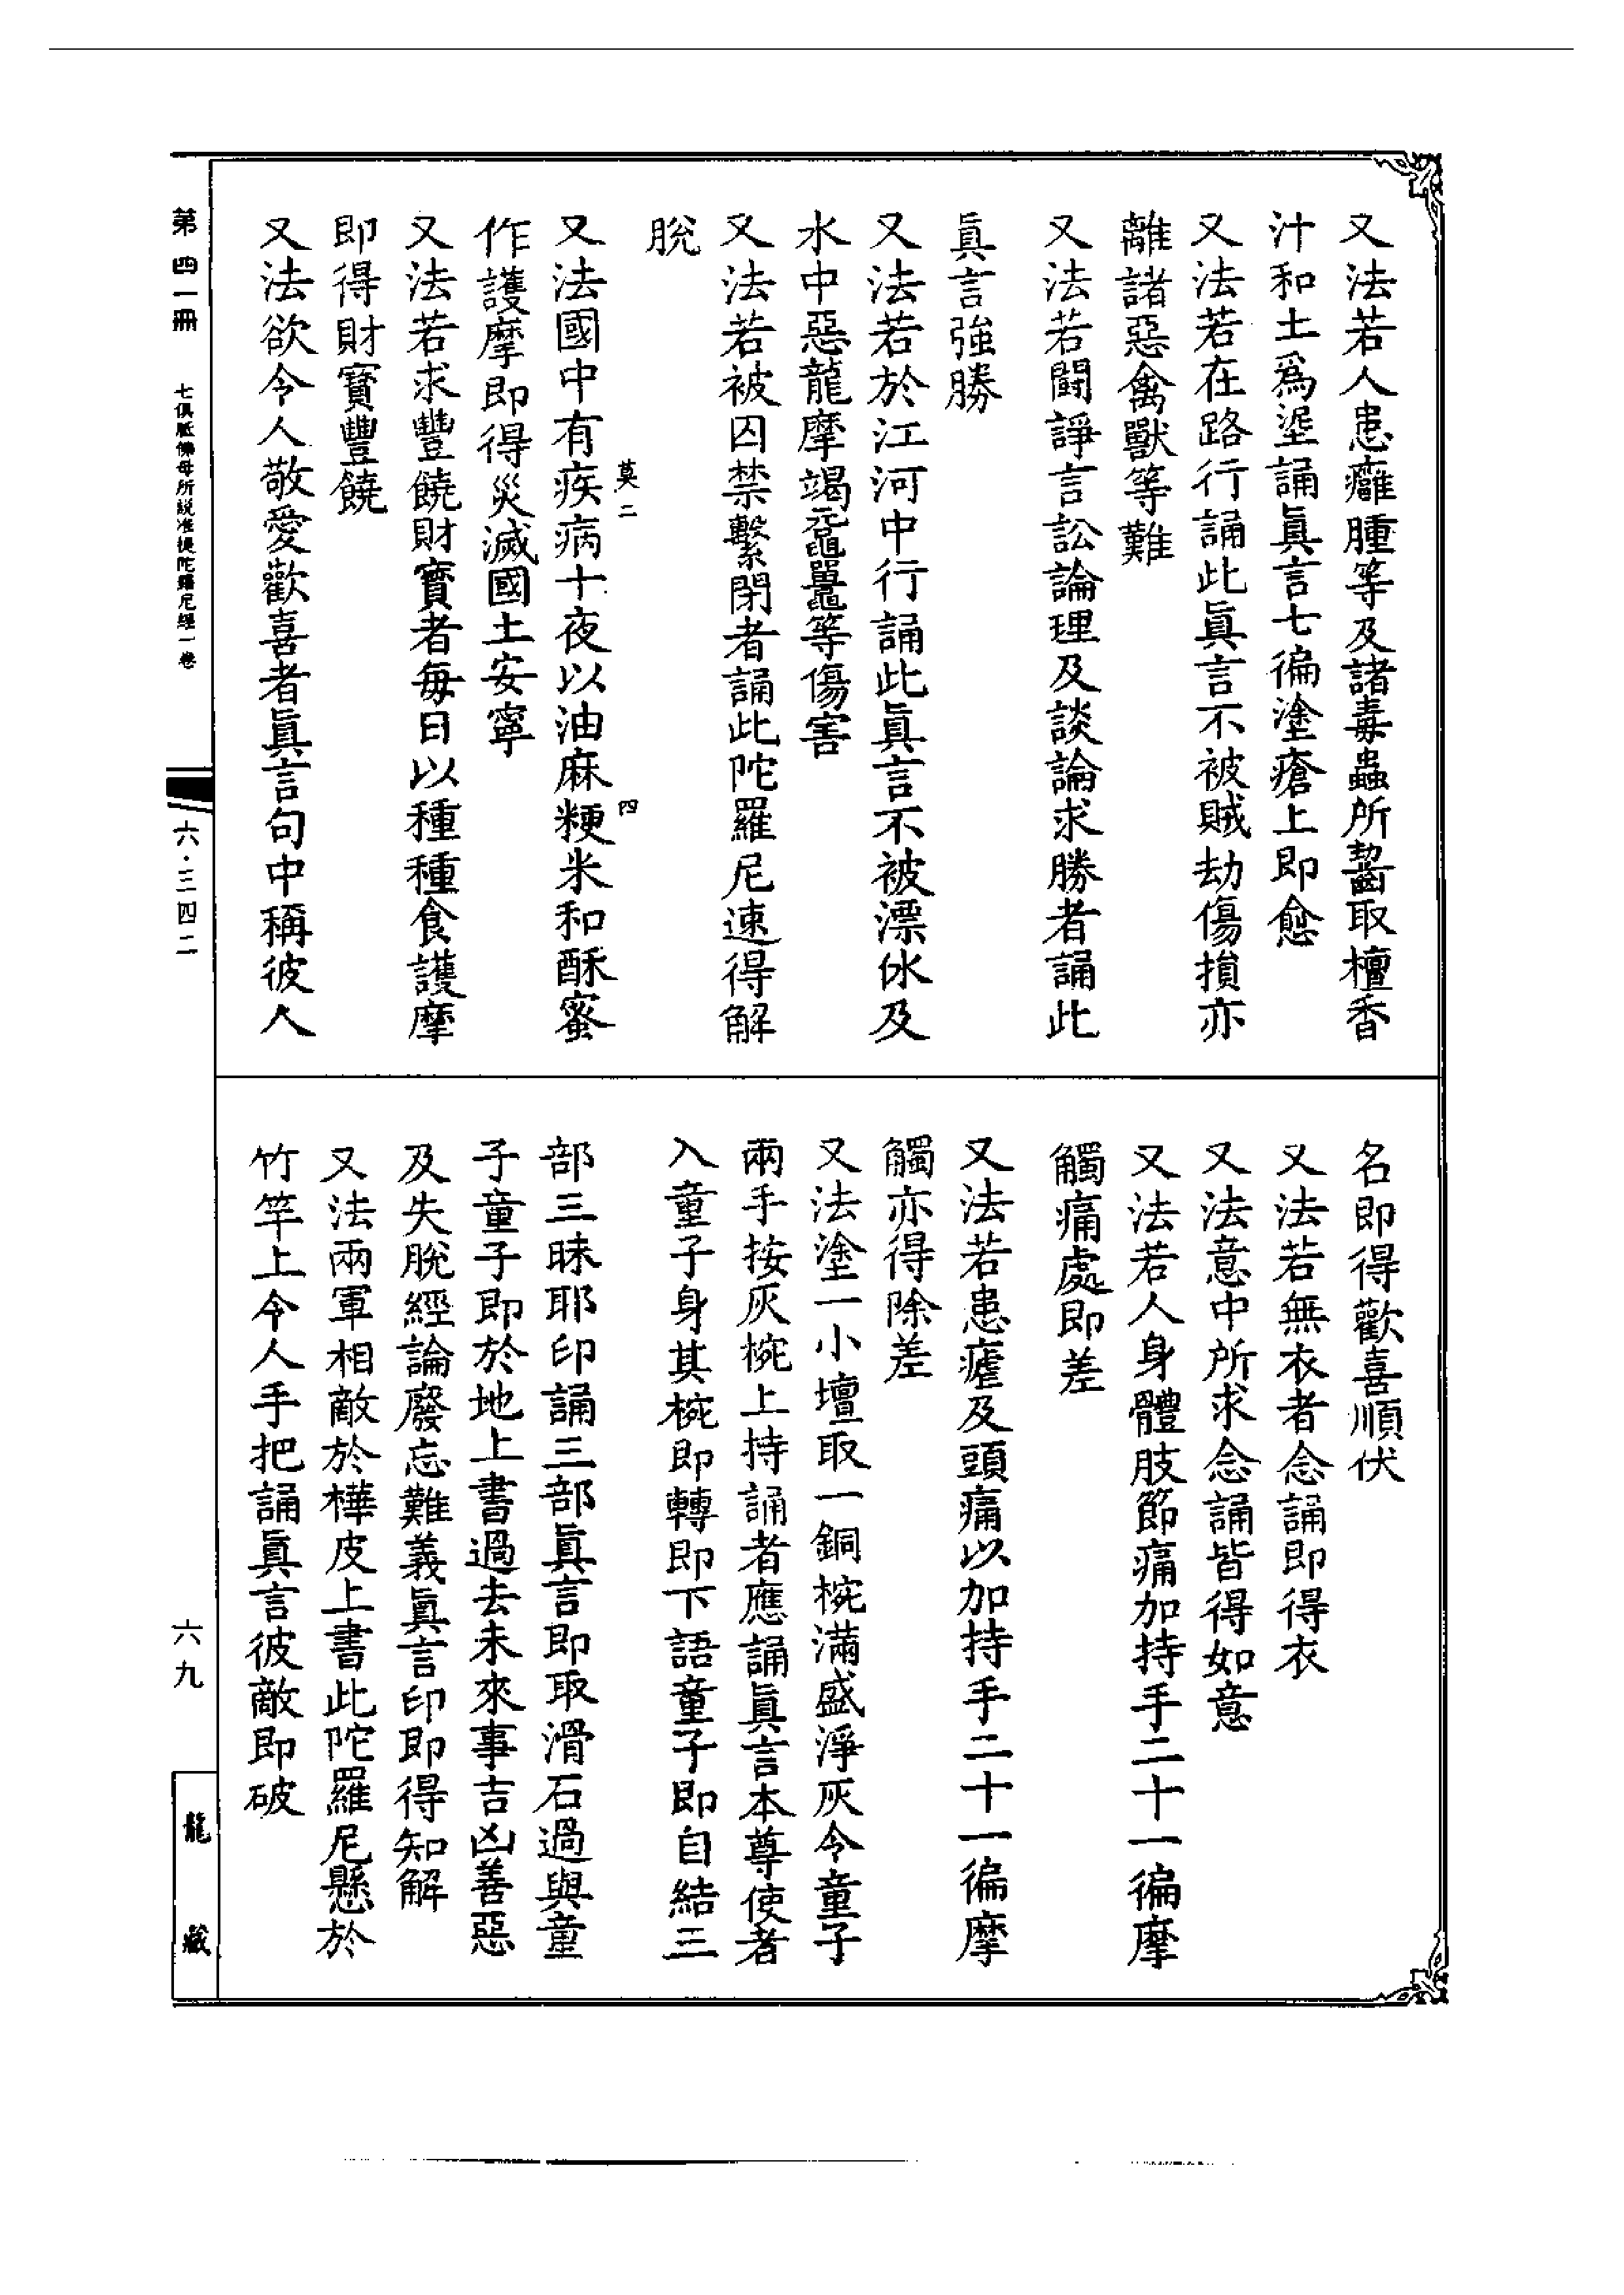 又法若人患癰腫等及諸毒蟲所齧取檀香
汁和土爲埿誦眞言七徧塗瘡上即愈
又法若在路行誦此眞言不被賊劫傷損亦
離諸惡禽獸等難
又法若鬪諍言訟論理及談論求勝者誦此
眞言強勝
又法若於江河中行誦此眞言不被漂㲻及
水中惡龍摩竭黿鼉等傷害
又法若被囚禁繫閉者誦此陀羅尼速得解
脫
莫二 四
又法國中有疾病十夜以油麻粳米和酥蜜
作護摩即得災滅國土安寧
又法若求豐饒財寶者每日以種種食護摩
即得財寶豐饒
又法欲令人敬愛歡喜者眞言句中稱彼人
名即得歡喜順伏
又法若無衣者念誦即得衣
又法意中所求念誦皆得如意
又法若人身體肢節痛加持手二十一徧摩
觸痛處即差
又法若患瘧及頭痛以加持手二十一徧摩
觸亦得除差
又法塗一小壇取一銅椀滿盛淨灰令童子
兩手按灰椀上持誦者應誦眞言本尊使者
入童子身其椀即轉即下語童子即自結三
部三昧耶印誦三部眞言即取滑石過與童
子童子即於地上書過去未來事吉凶善惡
及失脫經論廢忘難義眞言印即得知解
又法兩軍相敵於樺皮上書此陀羅尼懸於
竹竿上令人手把誦眞言彼敵即破
第四一冊 七俱胝佛母所説准提陀羅尼經一卷
六·三四二
六九
龍藏